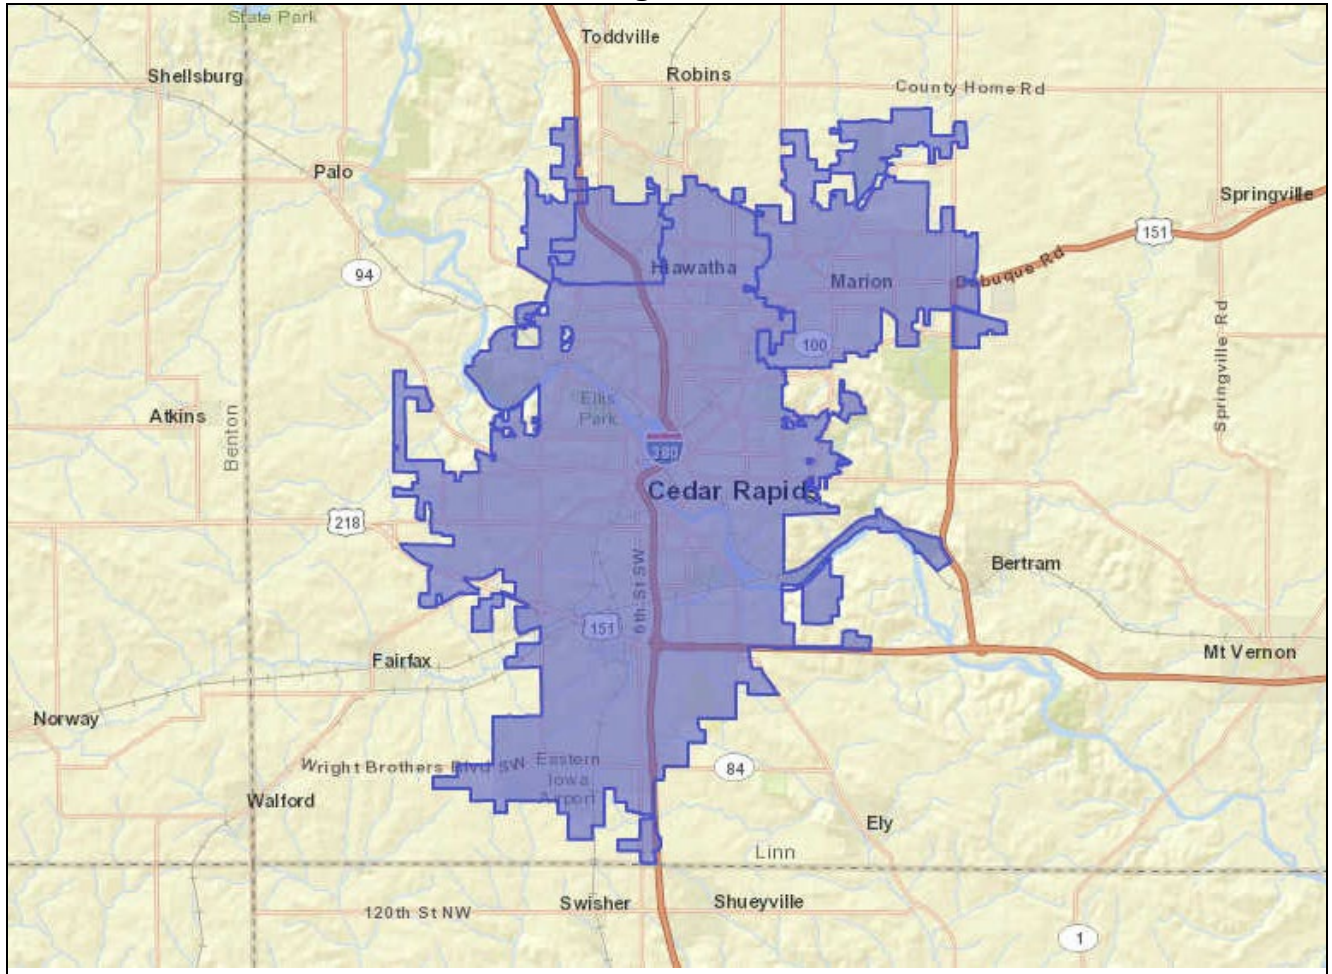 State Park
Toddville
Shellsburg
Robins
County Home Rd
Palo
Springville
151
94
Hiawatha
Marion
Dubuque Rd
100
Springville Rd
Ellis
Park
Atkins
Benton
380
Cedar Rapids
218
Bertram
6th St SW
151
Fairfax
Mt Vernon
Norway
Wright Brothers Blvd SW
Eastern
Iowa
Airport
84
Walford
Ely
Linn
Swisher
Shueyville
120th St NW
1